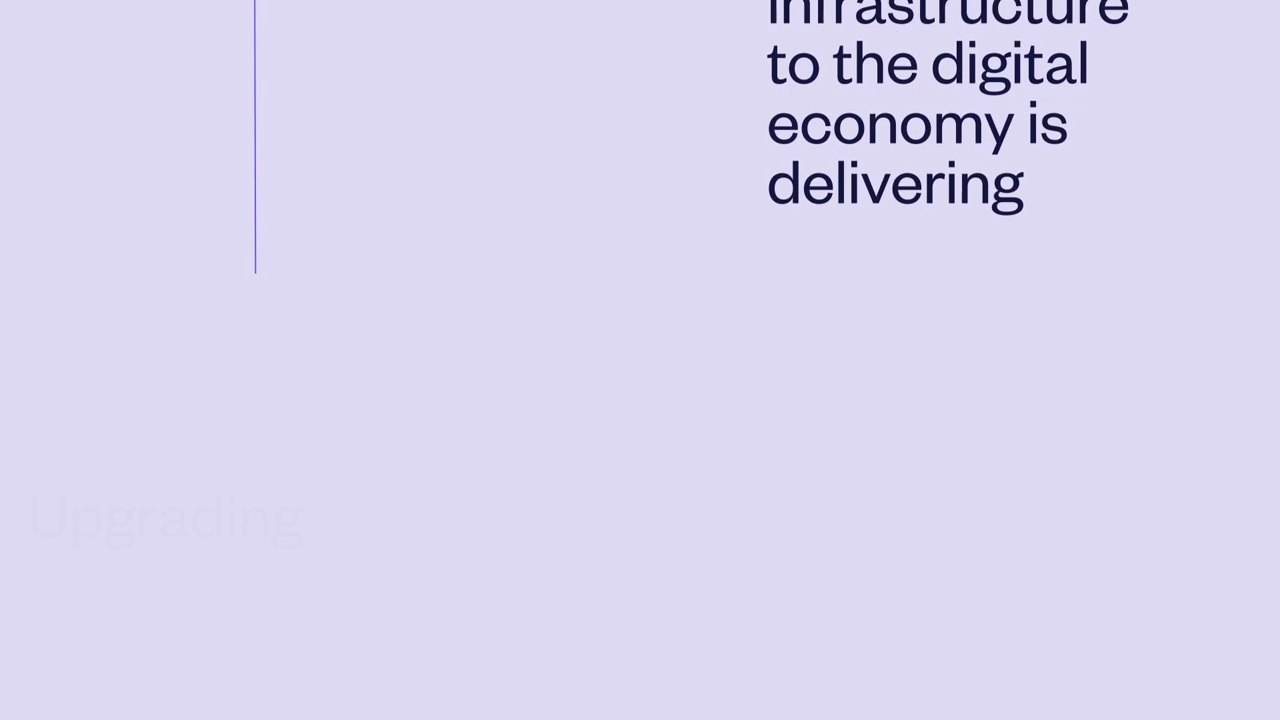 infrastructure
to the digital
economy is
delivering
Upgrading